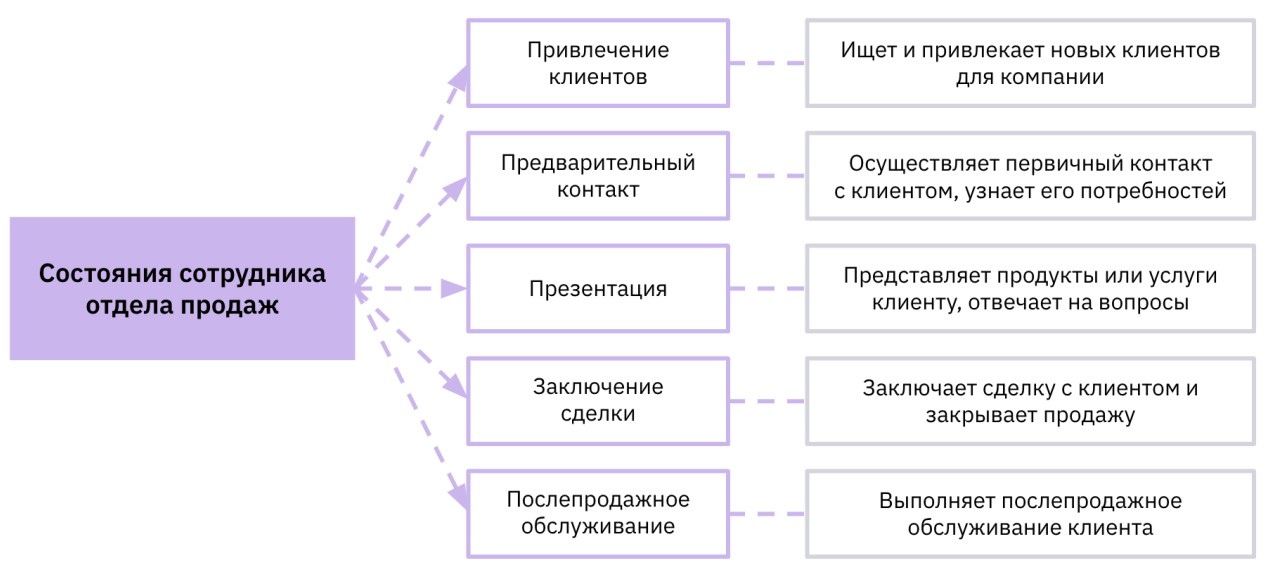 Состояния сотрудника
отдела продаж
Привлечение
клиентов
Ищет и привлекает новых клиентов
для компании
Предварительный
контакт
Осуществляет первичный контакт
с клиентом, узнает его потребностей
Презентация
Представляет продукты или услуги
клиенту, отвечает на вопросы
Заключение
сделки
Заключает сделку с клиентом и
закрывает продажу
Послепродажное
обслуживание
Выполняет послепродажное
обслуживание клиента